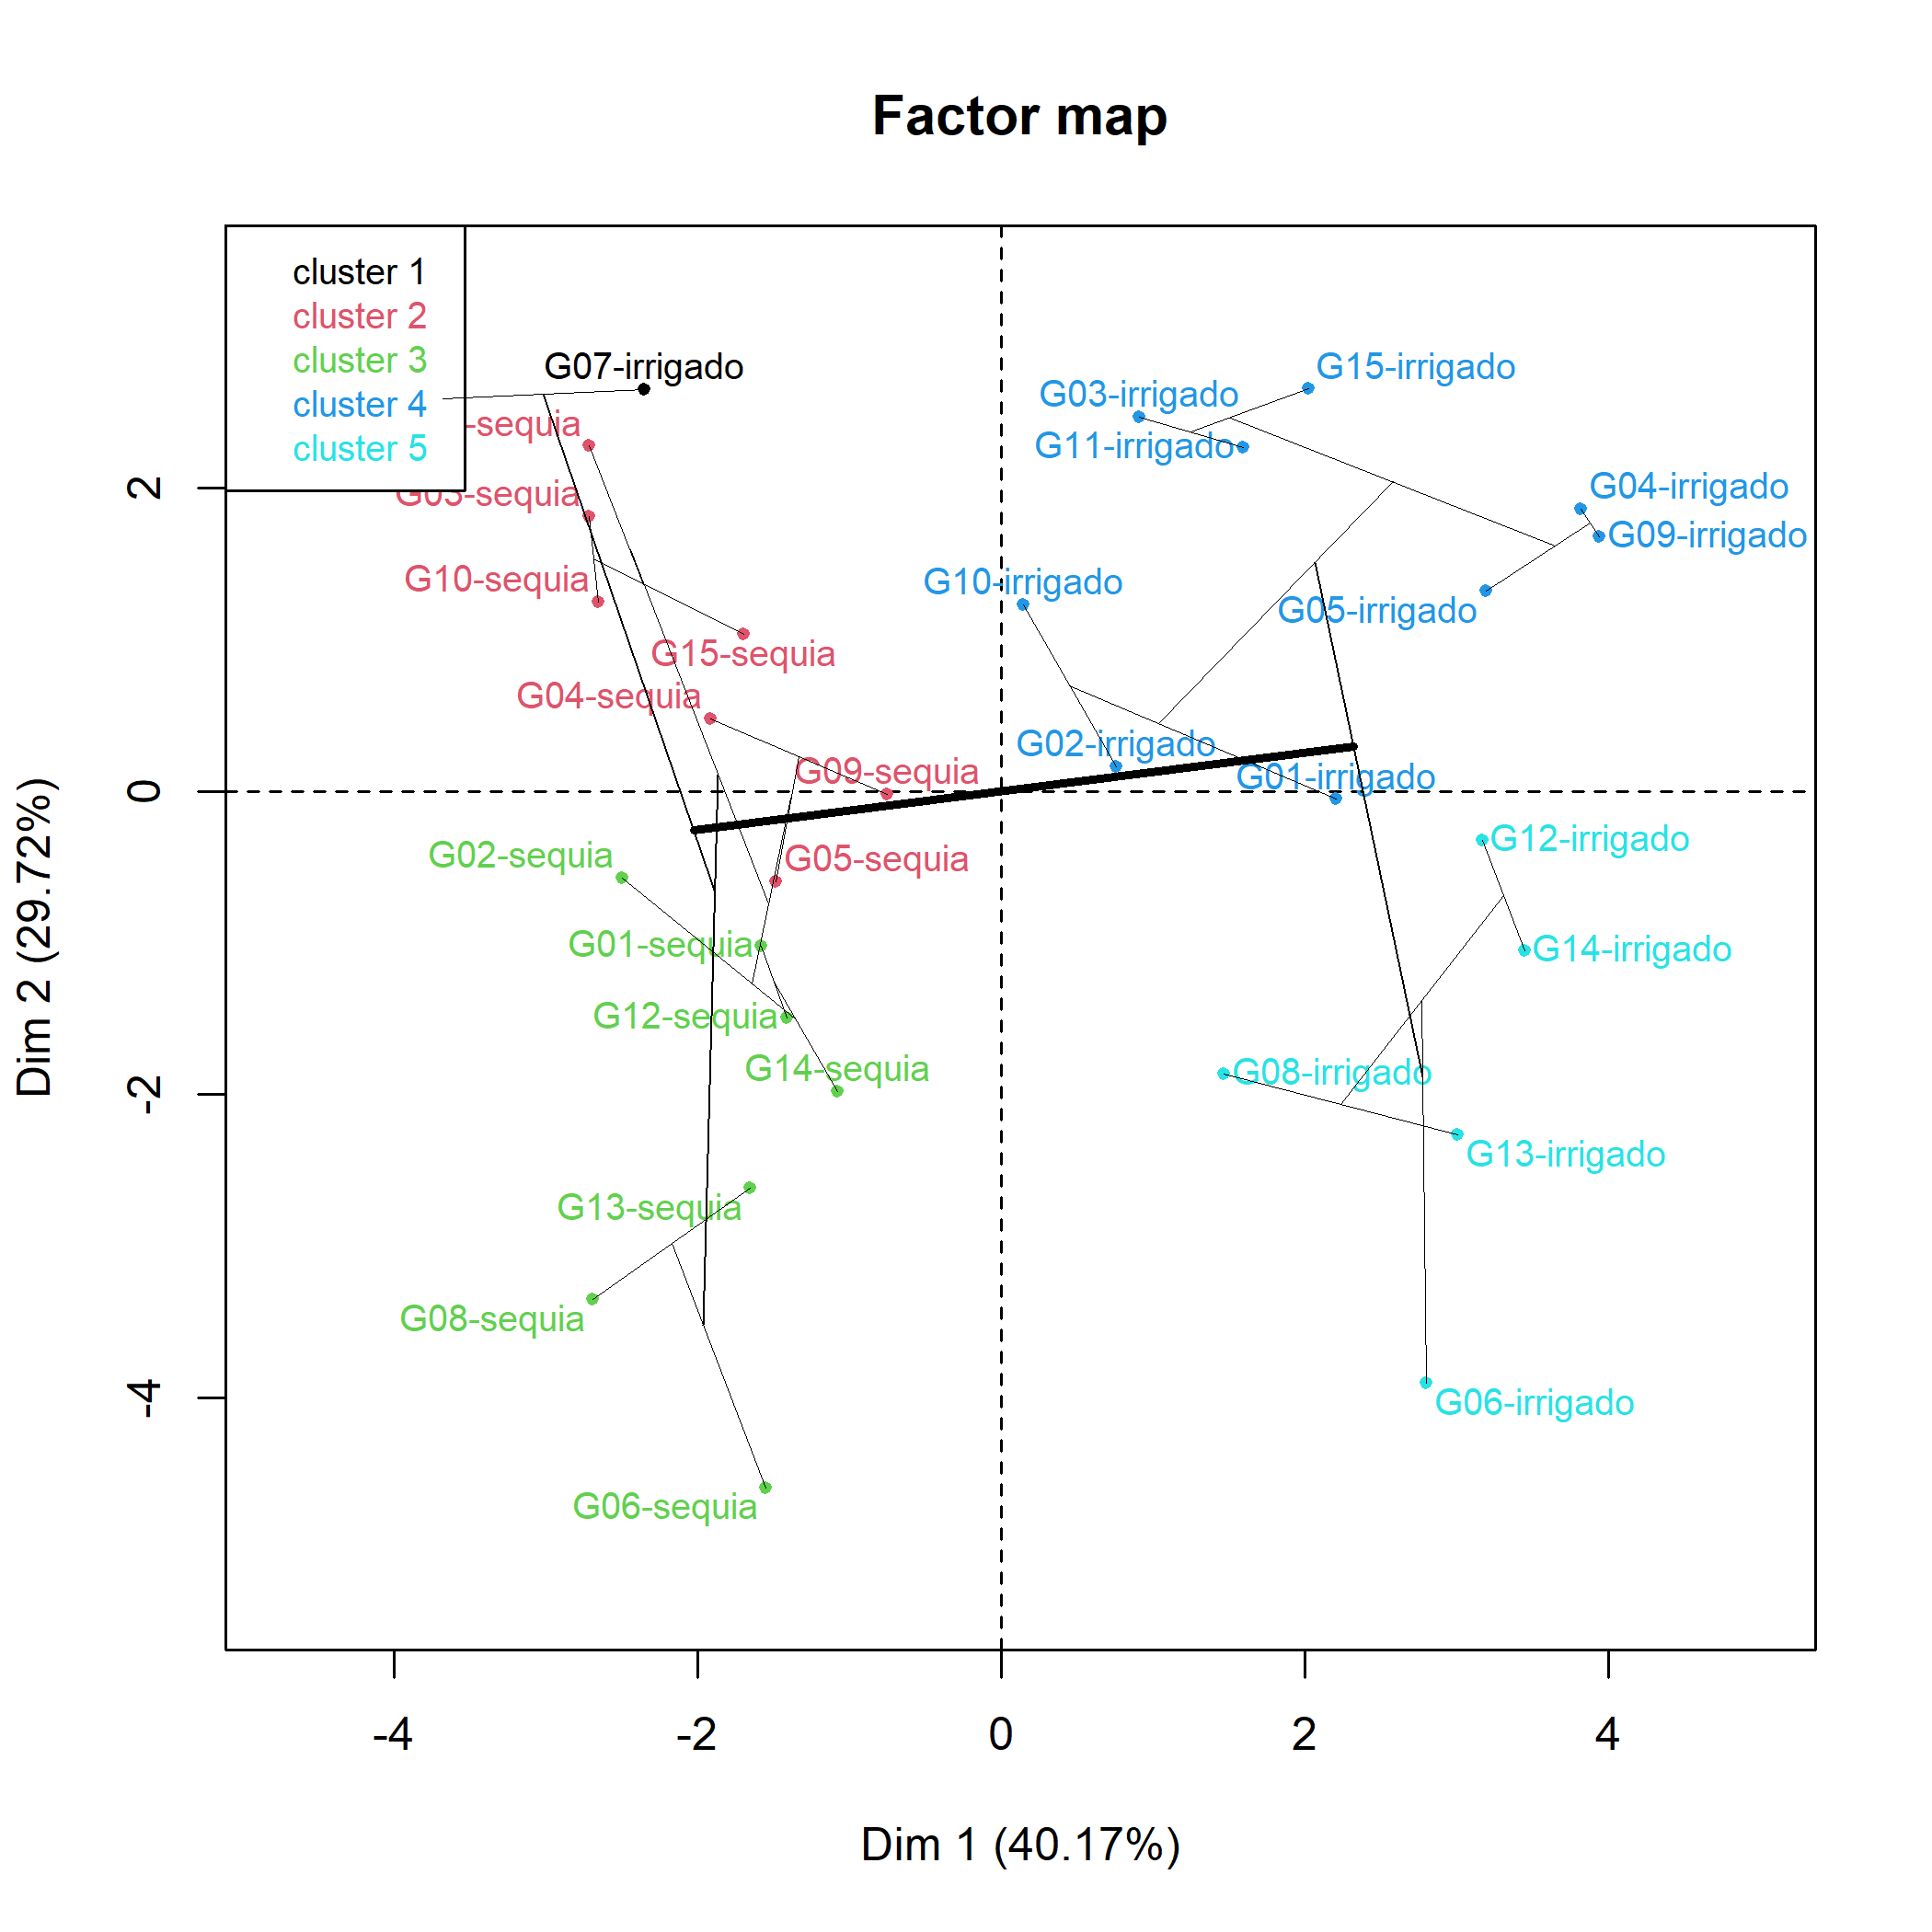 Factor map
cluster 1
cluster 2
cluster 3
cluster 4
cluster 5
G07-irrigado
G15-irrigado
G03-irrigado
-sequia
G11-irrigado
G04-irrigado
G03-sequia
G09-irrigado
G10-sequia
G10-irrigado
G05-irrigado
G15-sequia
G04-sequia
G02-irrigado
G09-sequia
G01-irrigado
G12-irrigado
G02-sequia
G05-sequia
G01-sequia
G14-irrigado
G12-sequia
G14-sequia
G08-irrigado
G13-irrigado
G13-sequia
G08-sequia
G06-irrigado
G06-sequia
2
0
-2
-4
-4
-2
0
2
4
Dim 1 (40.17%)
Dim 2 (29.72%)